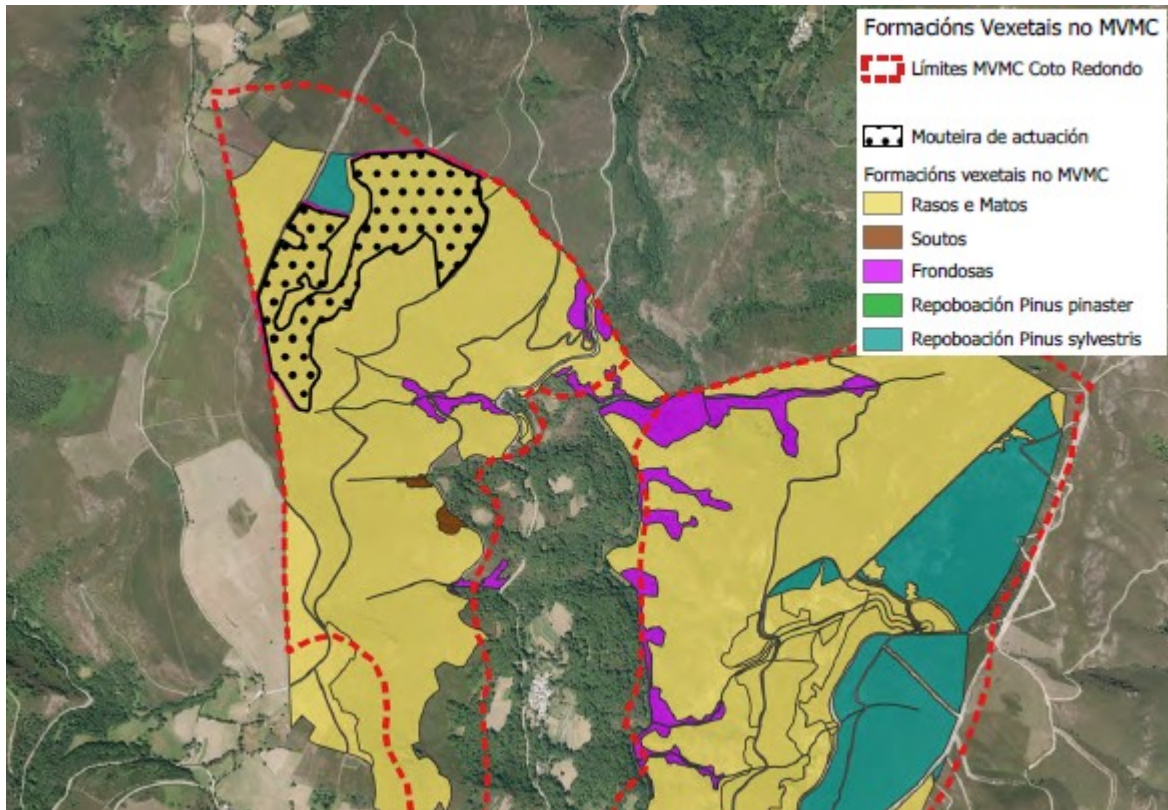 Formacións Vexetais no MVMC
Límites MVMC Coto Redondo
Mouteira de actuación
Formacións vexetais no MVMC
Rasos e Matos
Soutos
Frondosas
Repoboación Pinus pinaster
Repoboación Pinus sylvestris